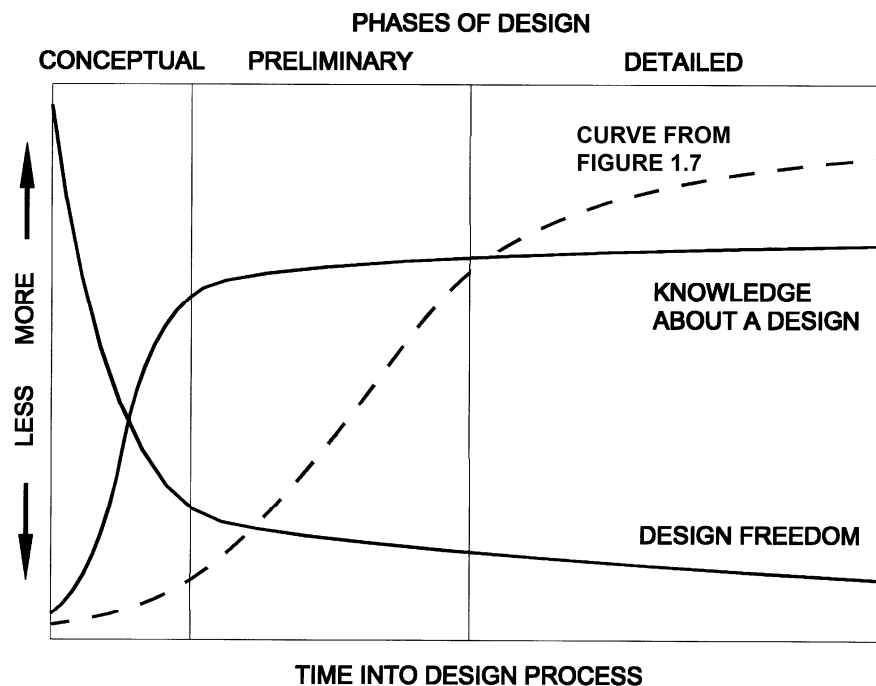 PHASES OF DESIGN
CONCEPTUAL PRELIMINARY DETAILED
CURVE FROM
FIGURE 1.7
LESS MORE
KNOWLEDGE
ABOUT A DESIGN
DESIGN FREEDOM
TIME INTO DESIGN PROCESS